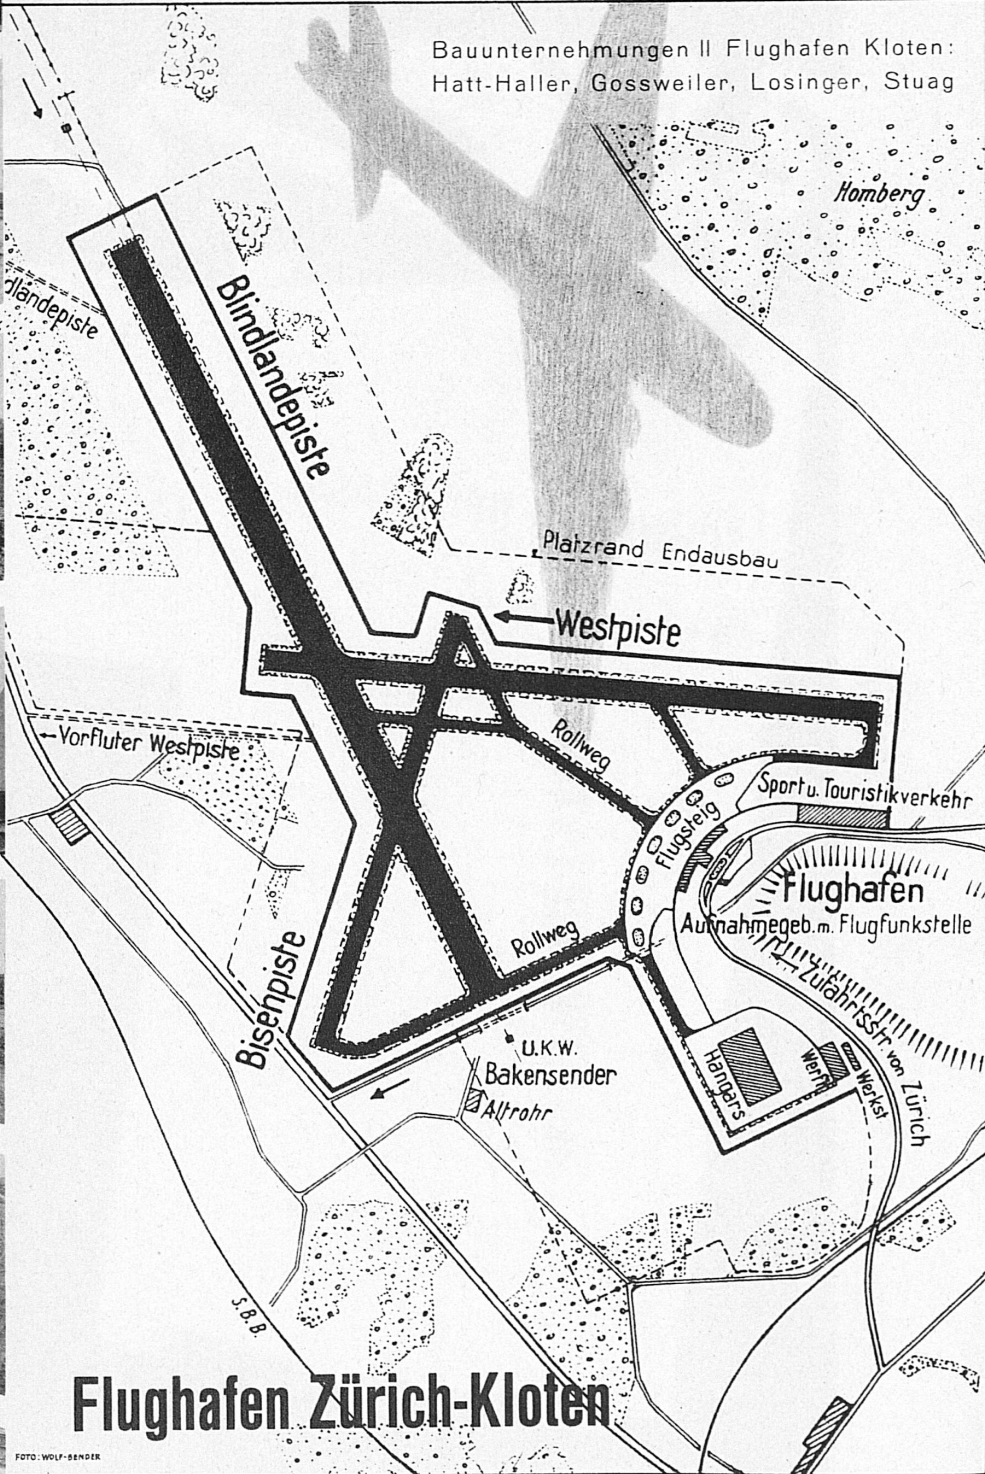 Bauunternehmungen II Flughafen Kloten:
Hatt-Haller, Gossweiler, Losinger, Stuag
Homberg
dlandepiste
Blindlandepiste
Platzrand Endausbau
Westpiste
Vorfluter Westpiste
Rollweg
Sport u. Touristikverkehr
Flugsteig
Flughafen
Aufnahmegeb. m. Flugfunkstelle
Rollweg
Zufahrtsstr. von Zürich
Bisenpiste
U.K.W.
Bakensender
Altrohr
Hangars
Werft
Werkst
S.B.B.
Flughafen Zürich-Kloten
FOTO: WOLF-BENDER